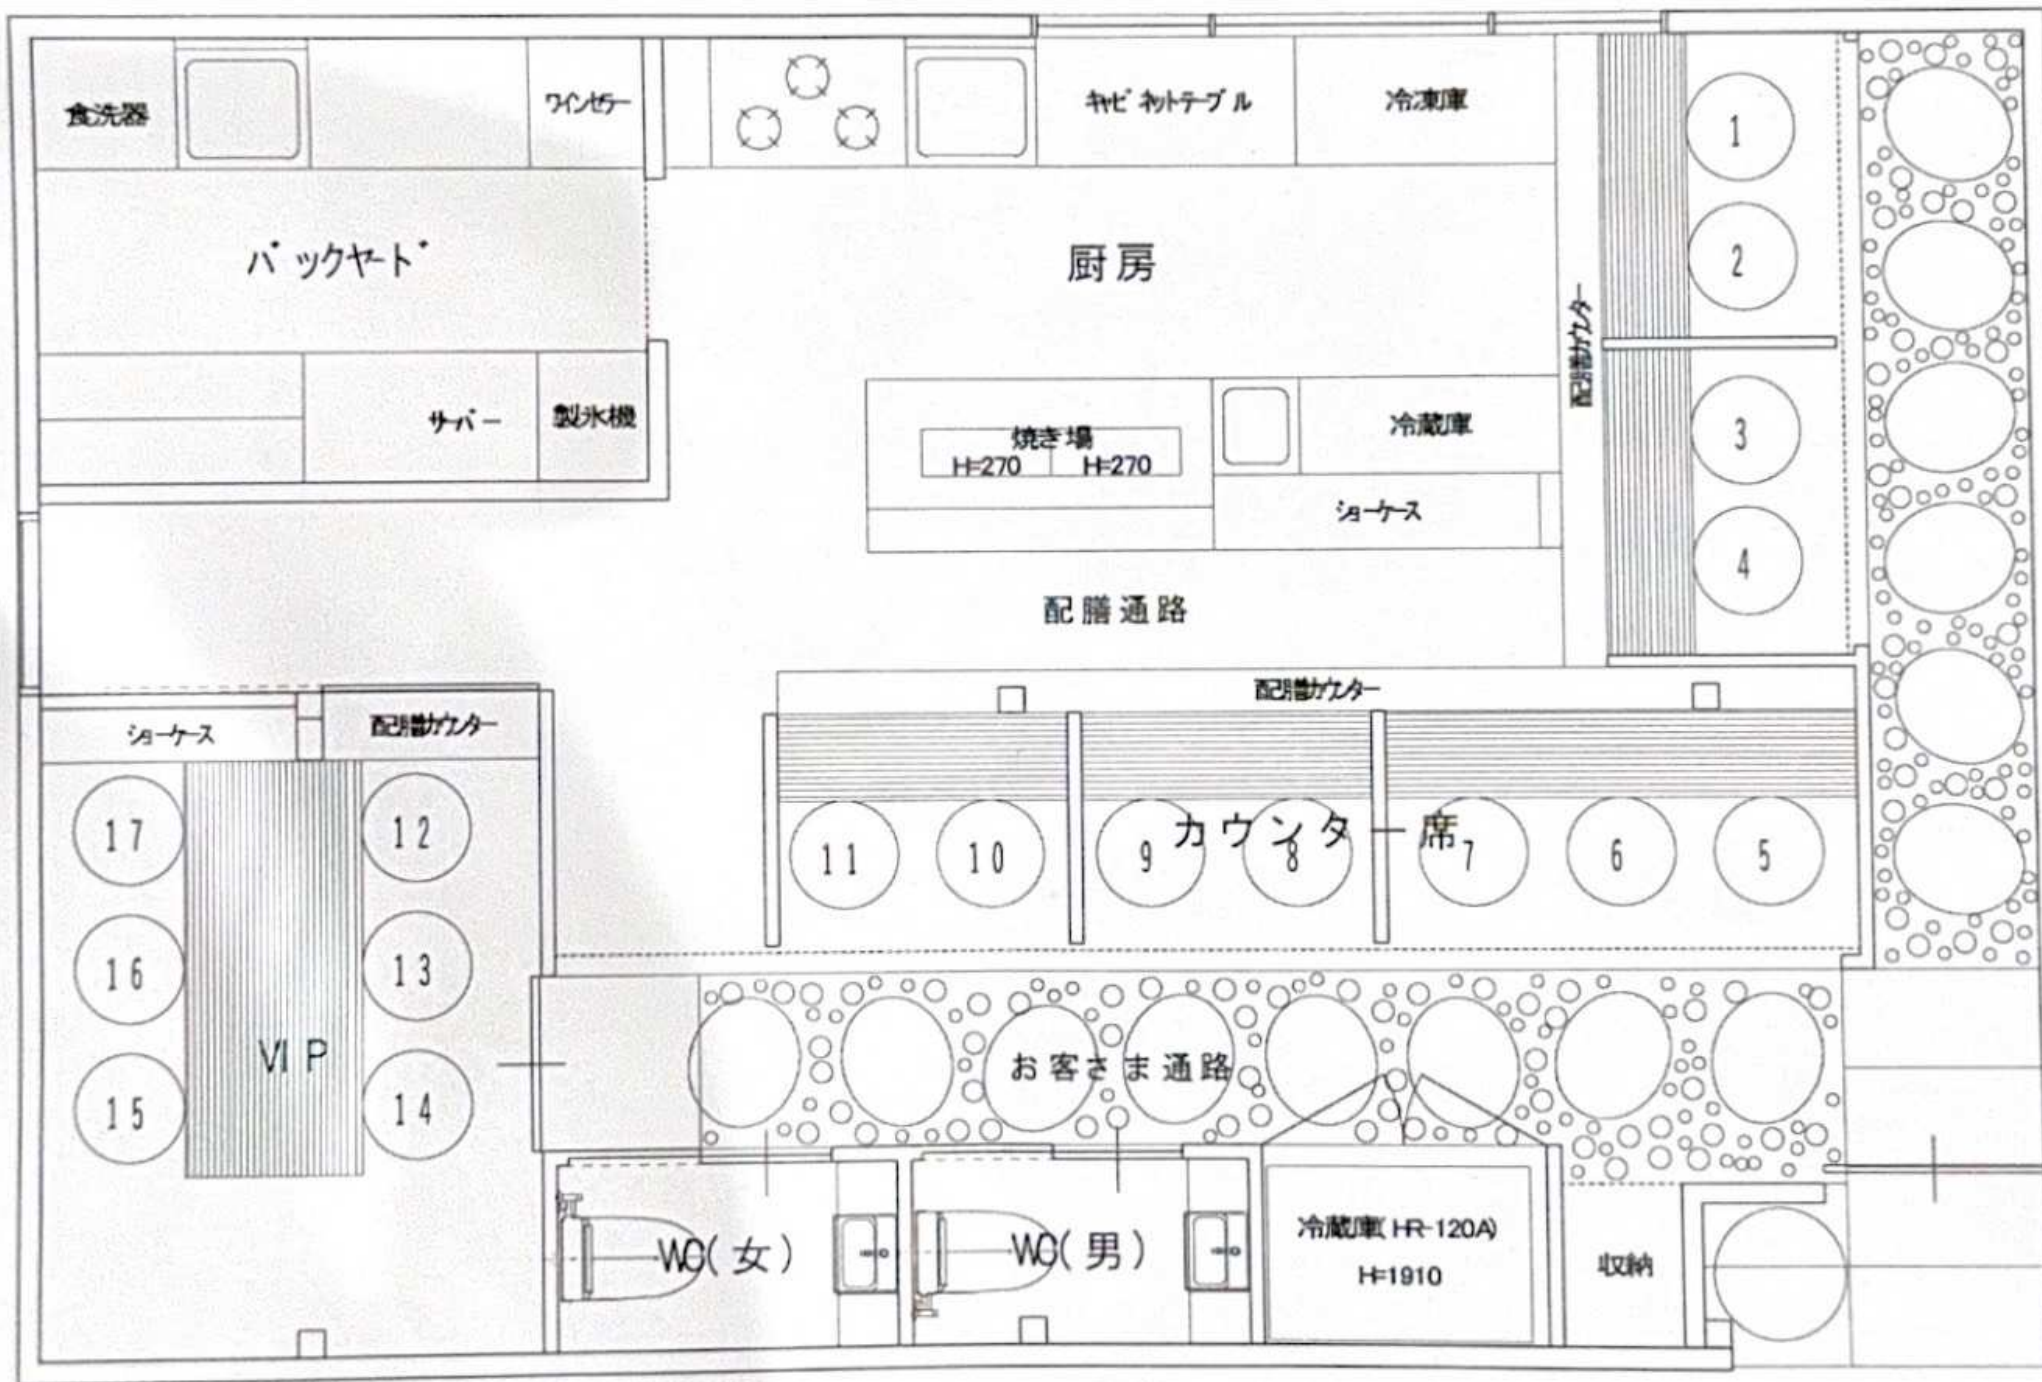 食洗器
ワインセラー
キャビネットテーブル
冷凍庫
1
バックヤード
厨房
2
配膳カウンター
サーバー
製氷機
焼き場
H=270
H=270
冷蔵庫
3
ショーケース
4
配膳通路
配膳カウンター
ショーケース
配膳カウンター
17
12
カウンター席
11
10
9
8
7
6
5
16
13
VIP
お客さま通路
15
14
WC(女)
WC(男)
冷蔵庫(HR-120A)
H=1910
収納